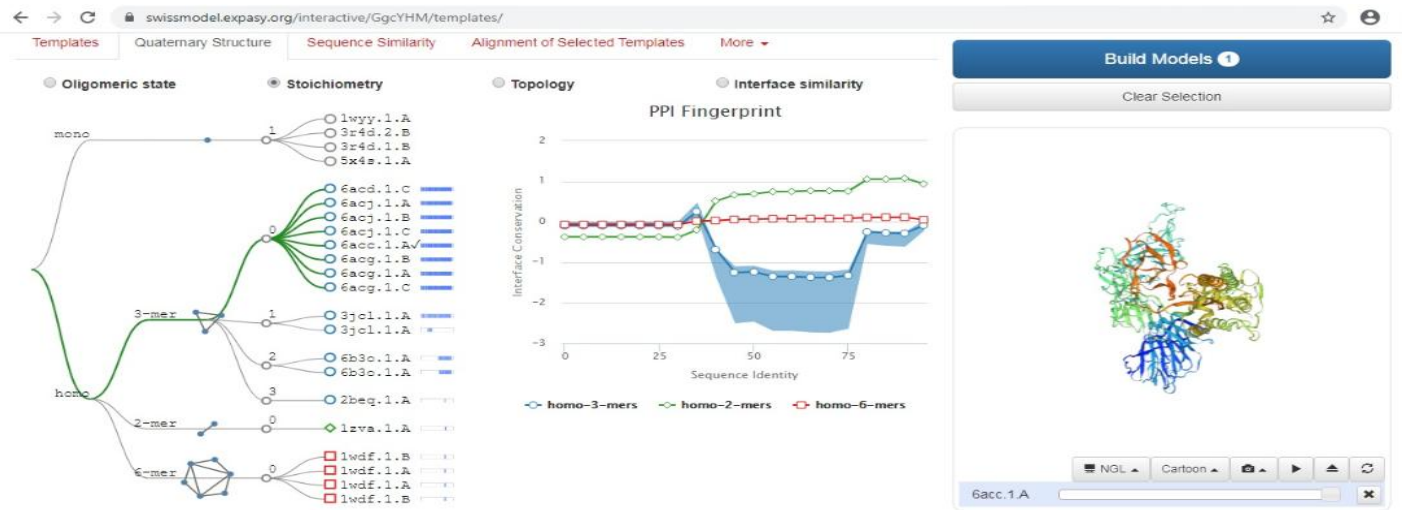 swissmodel.expasy.org/interactive/GgcYHM/templates/
Templates Quaternary Structure Sequence Similarity Alignment of Selected Templates More
Build Models 1
Clear Selection
Oligomeric state Stoichiometry Topology Interface similarity
mono
1
1wyy.1.A
3r4d.2.B
3r4d.1.B
5x4s.1.A
homo
3-mer
0
6acd.1.C
6acj.1.A
6acj.1.B
6acj.1.C
6acc.1.A✓
6acg.1.B
6acg.1.A
6acg.1.C
1
3jcl.1.A
3jcl.1.A
2
6b3o.1.A
6b3o.1.A
3
2beq.1.A
2-mer
0
1zva.1.A
6-mer
0
1wdf.1.B
1wdf.1.A
1wdf.1.A
1wdf.1.B
PPI Fingerprint
Interface Conservation
2
1
0
-1
-2
-3
0 25 50 75
Sequence Identity
homo-3-mers homo-2-mers homo-6-mers
NGL Cartoon
6acc.1.A